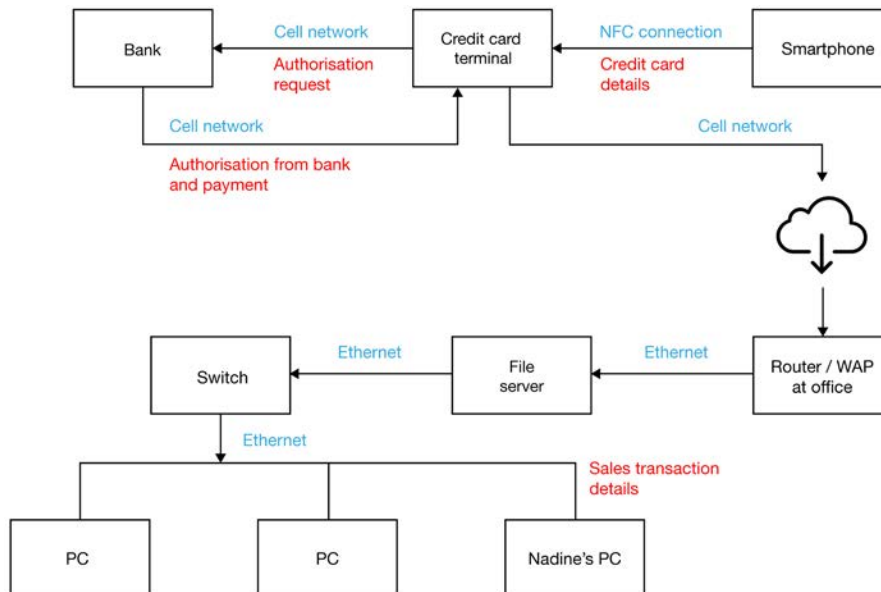 Bank
Cell network
Authorisation
request
Credit card
terminal
NFC connection
Credit card
details
Smartphone
Cell network
Authorisation from bank
and payment
Cell network
Switch
Ethernet
File
server
Ethernet
Router / WAP
at office
Ethernet
Sales transaction
details
PC
PC
Nadine's PC